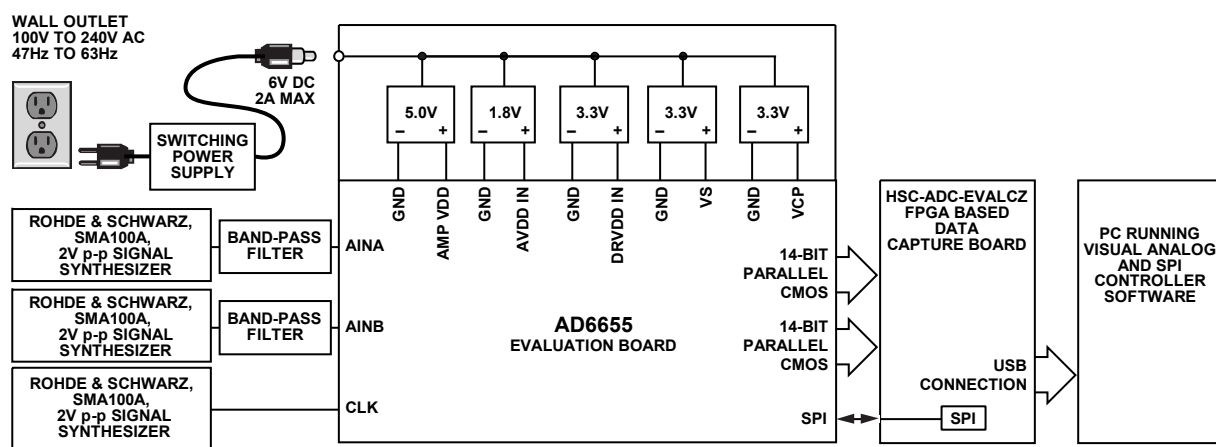 WALL OUTLET
100V TO 240V AC
47Hz TO 63Hz
6V DC
2A MAX
SWITCHING
POWER
SUPPLY
5.0V
– +
1.8V
– +
3.3V
– +
3.3V
– +
3.3V
– +
GND
AMP VDD
GND
AVDD IN
GND
DRVDD IN
GND
VS
GND
VCP
ROHDE & SCHWARZ,
SMA100A,
2V p-p SIGNAL
SYNTHESIZER
BAND-PASS
FILTER
AINA
ROHDE & SCHWARZ,
SMA100A,
2V p-p SIGNAL
SYNTHESIZER
BAND-PASS
FILTER
AINB
ROHDE & SCHWARZ,
SMA100A,
2V p-p SIGNAL
SYNTHESIZER
CLK
AD6655
EVALUATION BOARD
14-BIT
PARALLEL
CMOS
14-BIT
PARALLEL
CMOS
SPI
HSC-ADC-EVALCZ
FPGA BASED
DATA
CAPTURE BOARD
USB
CONNECTION
SPI
PC RUNNING
VISUAL ANALOG
AND SPI
CONTROLLER
SOFTWARE